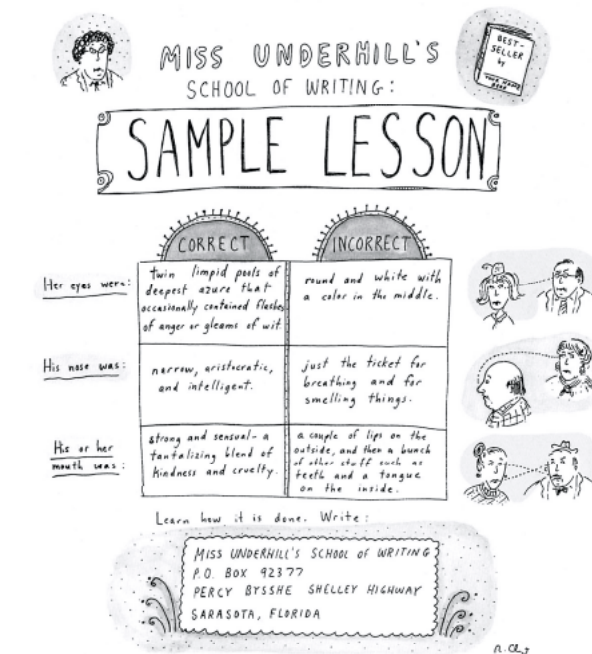 MISS UNDERHILL'S
SCHOOL OF WRITING:
BEST-
SELLER
by
YOUR NAME
HERE
SAMPLE LESSON
CORRECT
INCORRECT
Her eyes were:
twin limpid pools of
deepest azure that
occasionally contained flashes
of anger or gleams of wit.
round and white with
a color in the middle.
His nose was:
narrow, aristocratic,
and intelligent.
just the ticket for
breathing and for
smelling things.
His or her
mouth was:
strong and sensual- a
tantalizing blend of
kindness and cruelty.
a couple of lips on the
outside, and then a bunch
of other stuff such as
teeth and a tongue
on the inside.
Learn how it is done. Write:
MISS UNDERHILL'S SCHOOL OF WRITING
P.O. BOX 92377
PERCY BYSSHE SHELLEY HIGHWAY
SARASOTA, FLORIDA